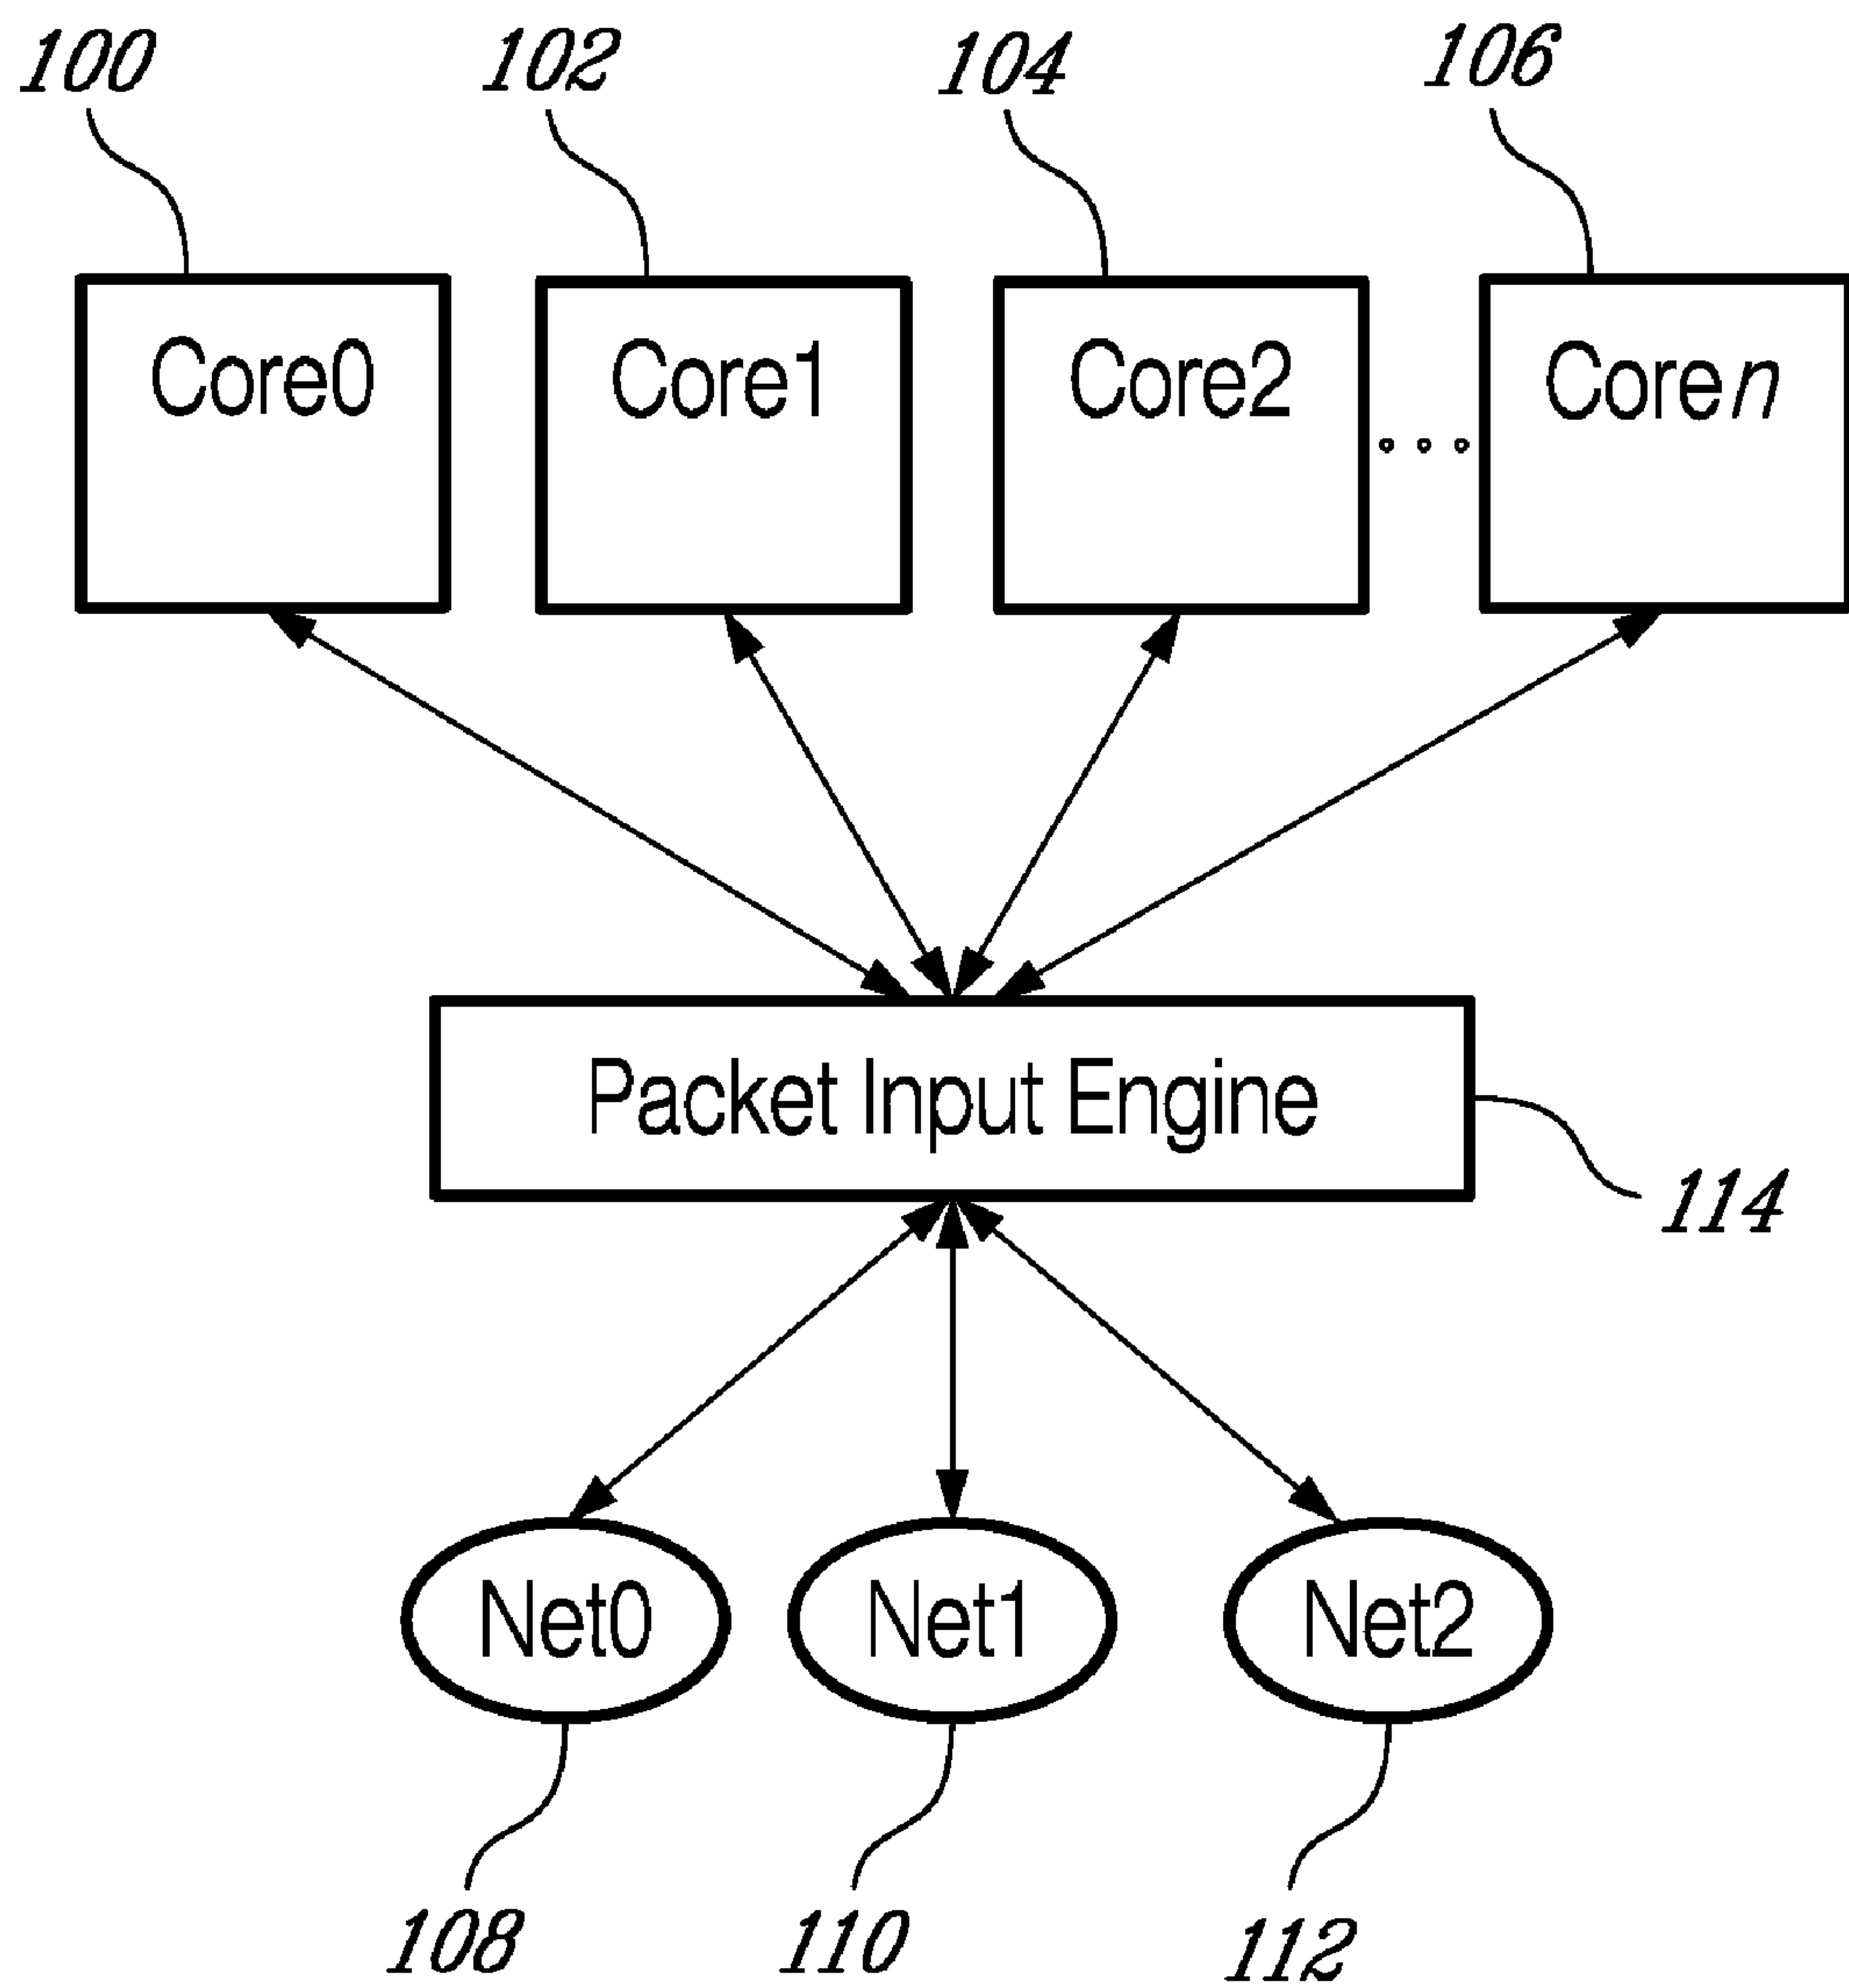 100 102 104 106
Core0 Core1 Core2 ... Coren
Packet Input Engine
114
Net0 Net1 Net2
108 110 112